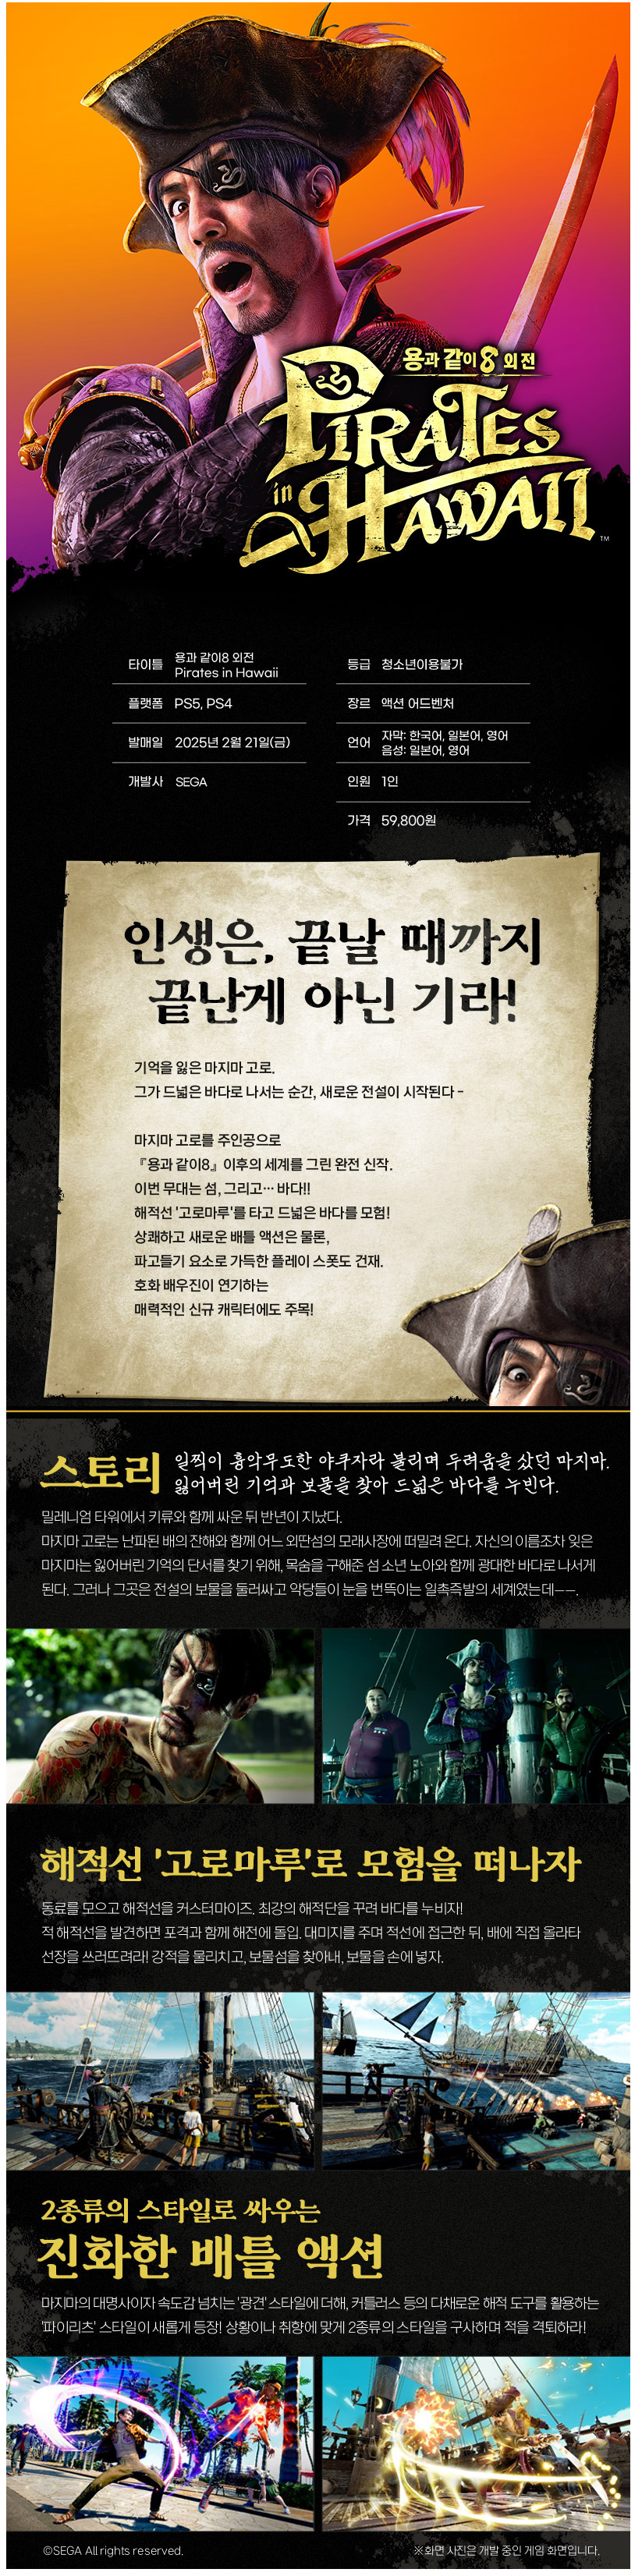 용과 같이8 외전
PIRATES
in HAWAII
TM
타이틀 용과 같이8 외전
Pirates in Hawaii
플랫폼 PS5, PS4
발매일 2025년 2월 21일(금)
개발사 SEGA
등급 청소년이용불가
장르 액션 어드벤처
언어 자막: 한국어, 일본어, 영어
음성: 일본어, 영어
인원 1인
가격 59,800원
인생은, 끝날 때까지
끝난게 아닌 기라!
기억을 잃은 마지마 고로.
그가 드넓은 바다로 나서는 순간, 새로운 전설이 시작된다 -
마지마 고로를 주인공으로
『용과 같이8』 이후의 세계를 그린 완전 신작.
이번 무대는 섬, 그리고… 바다!!
해적선 '고로마루'를 타고 드넓은 바다를 모험!
상쾌하고 새로운 배틀 액션은 물론,
파고들기 요소로 가득한 플레이 스폿도 건재.
호화 배우진이 연기하는
매력적인 신규 캐릭터에도 주목!
스토리
일찍이 흉악무도한 야쿠자라 불리며 두려움을 샀던 마지마.
잃어버린 기억과 보물을 찾아 드넓은 바다를 누빈다.
밀레니엄 타워에서 키류와 함께 싸운 뒤 반년이 지났다.
마지마 고로는 난파된 배의 잔해와 함께 어느 외딴섬의 모래사장에 떠밀려 온다. 자신의 이름조차 잊은
마지마는 잃어버린 기억의 단서를 찾기 위해, 목숨을 구해준 섬 소년 노아와 함께 광대한 바다로 나서게
된다. 그러나 그곳은 전설의 보물을 둘러싸고 악당들이 눈을 번뜩이는 일촉즉발의 세계였는데――.
해적선 '고로마루'로 모험을 떠나자
동료를 모으고 해적선을 커스터마이즈. 최강의 해적단을 꾸려 바다를 누비자!
적 해적선을 발견하면 포격과 함께 해전에 돌입. 대미지를 주며 적선에 접근한 뒤, 배에 직접 올라타
선장을 쓰러뜨려라! 강적을 물리치고, 보물섬을 찾아내, 보물을 손에 넣자.
2종류의 스타일로 싸우는
진화한 배틀 액션
마지마의 대명사이자 속도감 넘치는 '광견' 스타일에 더해, 커틀러스 등의 다채로운 해적 도구를 활용하는
'파이리츠' 스타일이 새롭게 등장! 상황이나 취향에 맞게 2종류의 스타일을 구사하며 적을 격퇴하라!
©SEGA All rights reserved.
※화면 사진은 개발 중인 게임 화면입니다.